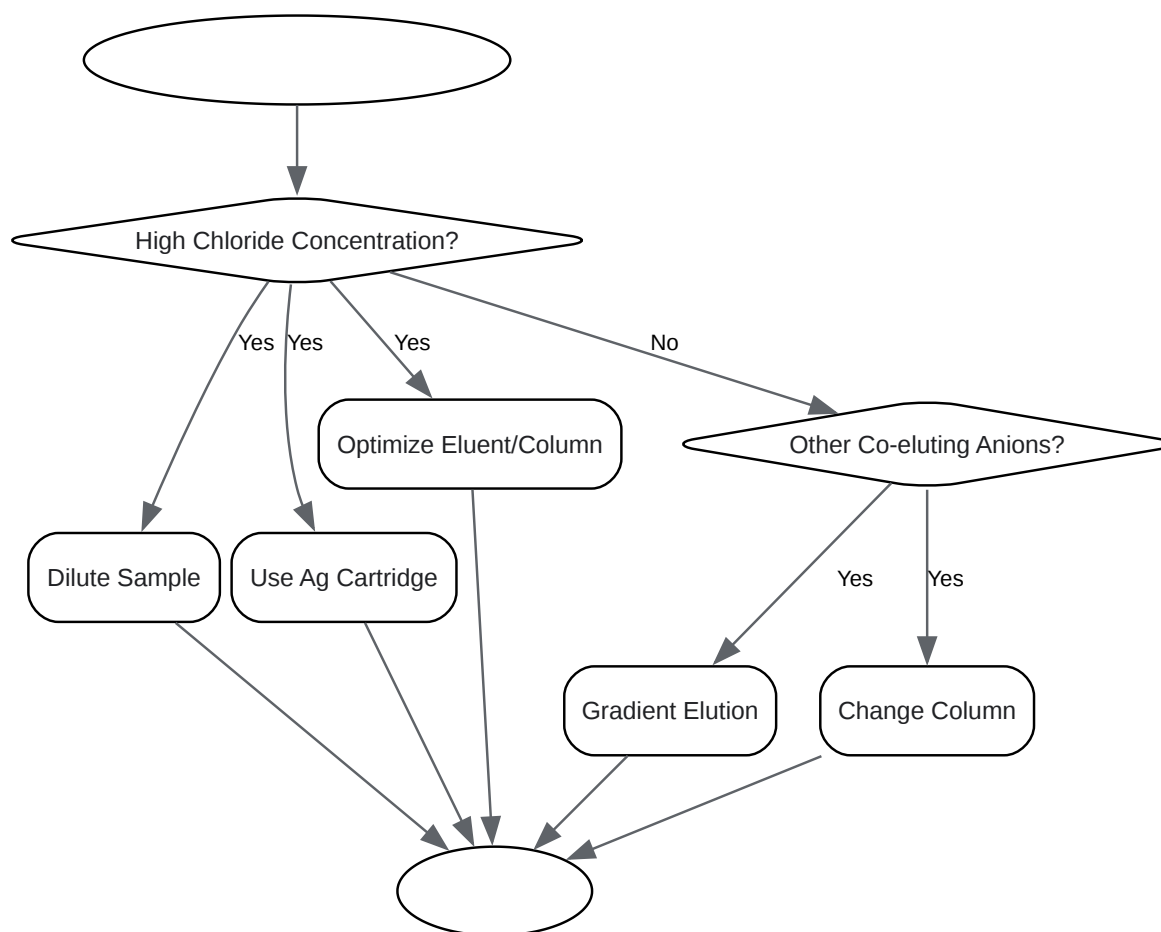 High Chloride Concentration?
Yes
Yes
Yes
No
Optimize Eluent/Column
Other Co-eluting Anions?
Dilute Sample
Use Ag Cartridge
Yes
Yes
Gradient Elution
Change Column